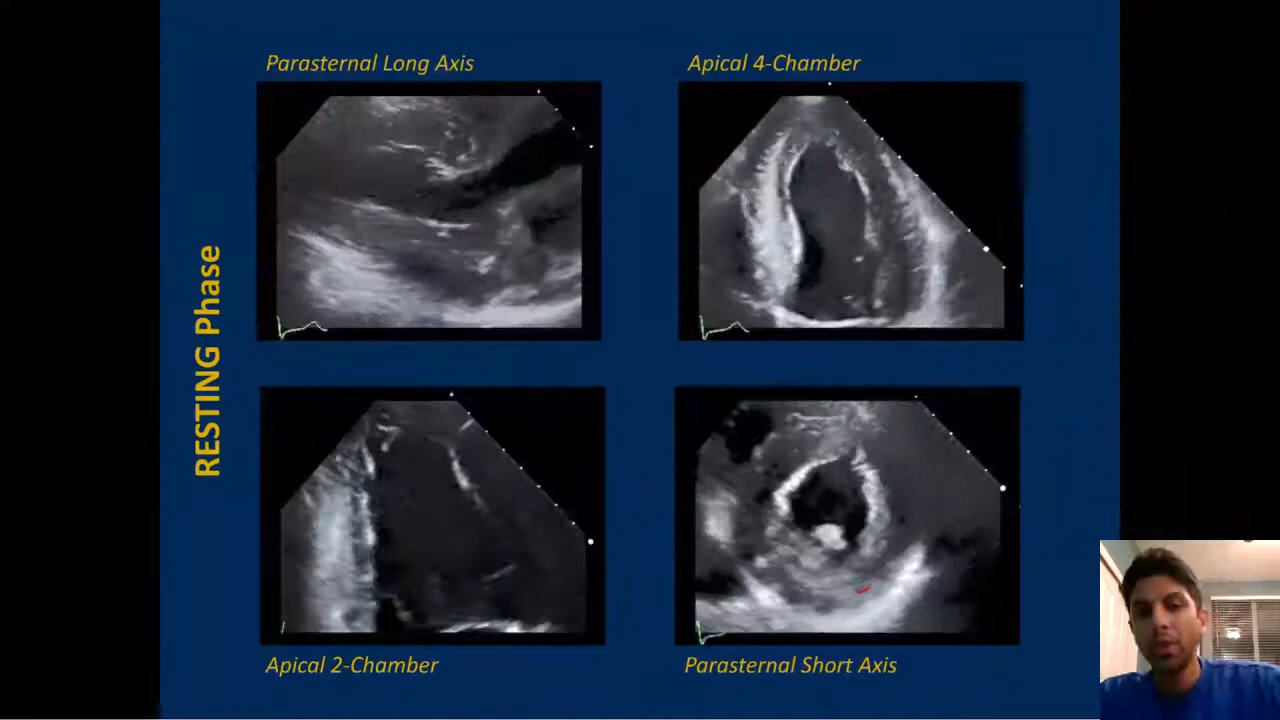 Parasternal Long Axis
Apical 4-Chamber
RESTING Phase
Apical 2-Chamber
Parasternal Short Axis